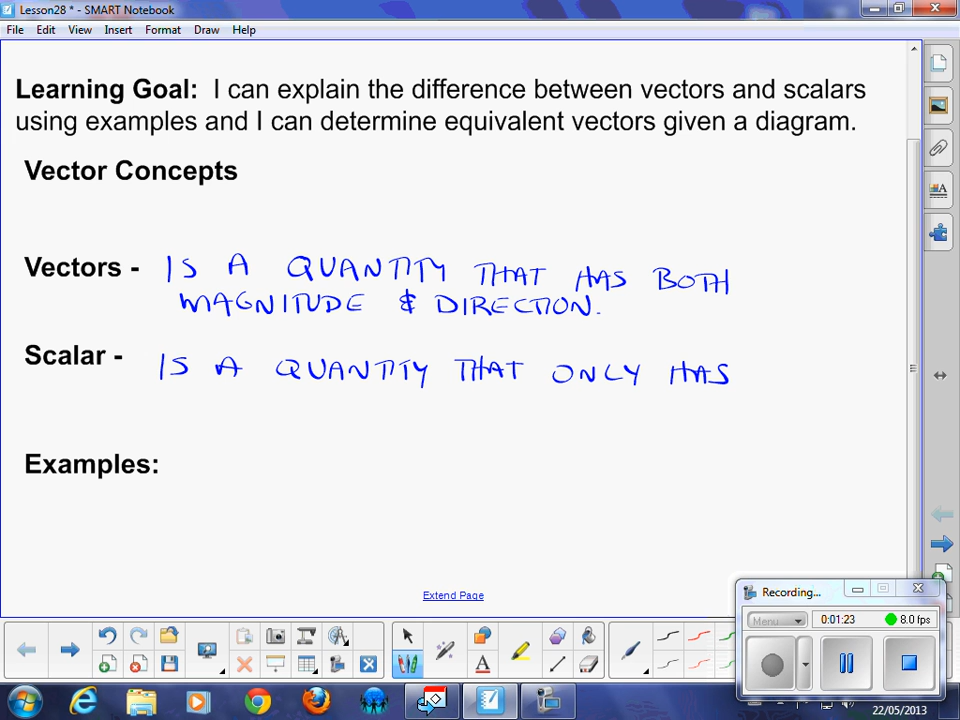 Lesson28 * - SMART Notebook
File Edit View Insert Format Draw Help
Learning Goal: I can explain the difference between vectors and scalars
using examples and I can determine equivalent vectors given a diagram.
Vector Concepts
Vectors - IS A QUANTITY THAT HAS BOTH
MAGNITUDE & DIRECTION.
Scalar - IS A QUANTITY THAT ONLY HAS
Examples:
Extend Page
Recording...
Menu 0:01:23 8.0 fps
22/05/2013